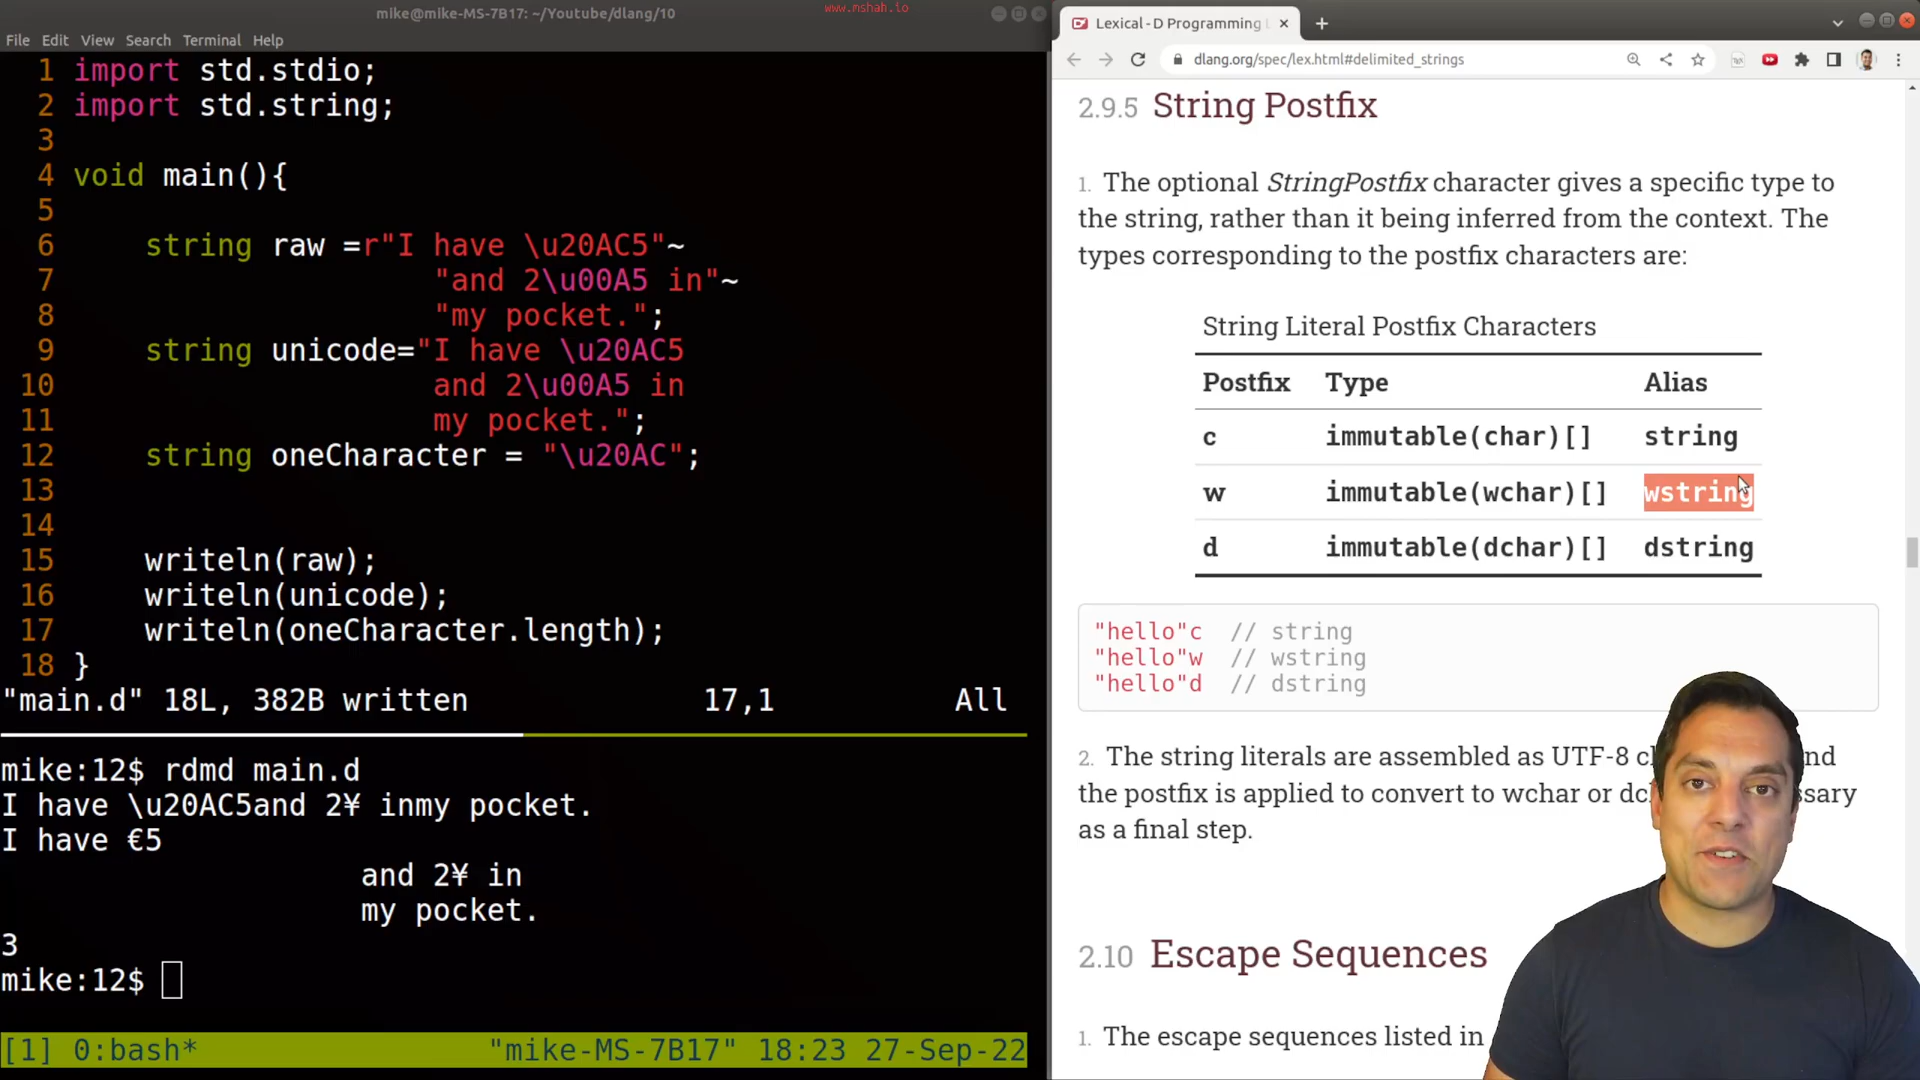 mike@mike-MS-7B17: ~/Youtube/dlang/10
www.mshah.io
File Edit View Search Terminal Help
1 import std.stdio;
2 import std.string;
3
4 void main(){
5
6     string raw =r"I have \u20AC5"~
7                     "and 2\u00A5 in"~
8                     "my pocket.";
9     string unicode="I have \u20AC5
10                     and 2\u00A5 in
11                     my pocket.";
12     string oneCharacter = "\u20AC";
13
14
15     writeln(raw);
16     writeln(unicode);
17     writeln(oneCharacter.length);
18 }
"main.d" 18L, 382B written 17,1 All
mike:12$ rdmd main.d
I have \u20AC5and 2¥ inmy pocket.
I have €5
                    and 2¥ in
                    my pocket.
3
mike:12$
[1] 0:bash* "mike-MS-7B17" 18:23 27-Sep-22
Lexical - D Programming
dlang.org/spec/lex.html#delimited_strings
2.9.5 String Postfix
1. The optional StringPostfix character gives a specific type to
the string, rather than it being inferred from the context. The
types corresponding to the postfix characters are:
String Literal Postfix Characters
Postfix Type Alias
c immutable(char)[] string
w immutable(wchar)[] wstring
d immutable(dchar)[] dstring
"hello"c // string
"hello"w // wstring
"hello"d // dstring
2. The string literals are assembled as UTF-8
the postfix is applied to convert to wchar or
as a final step.
2.10 Escape Sequences
1. The escape sequences listed in